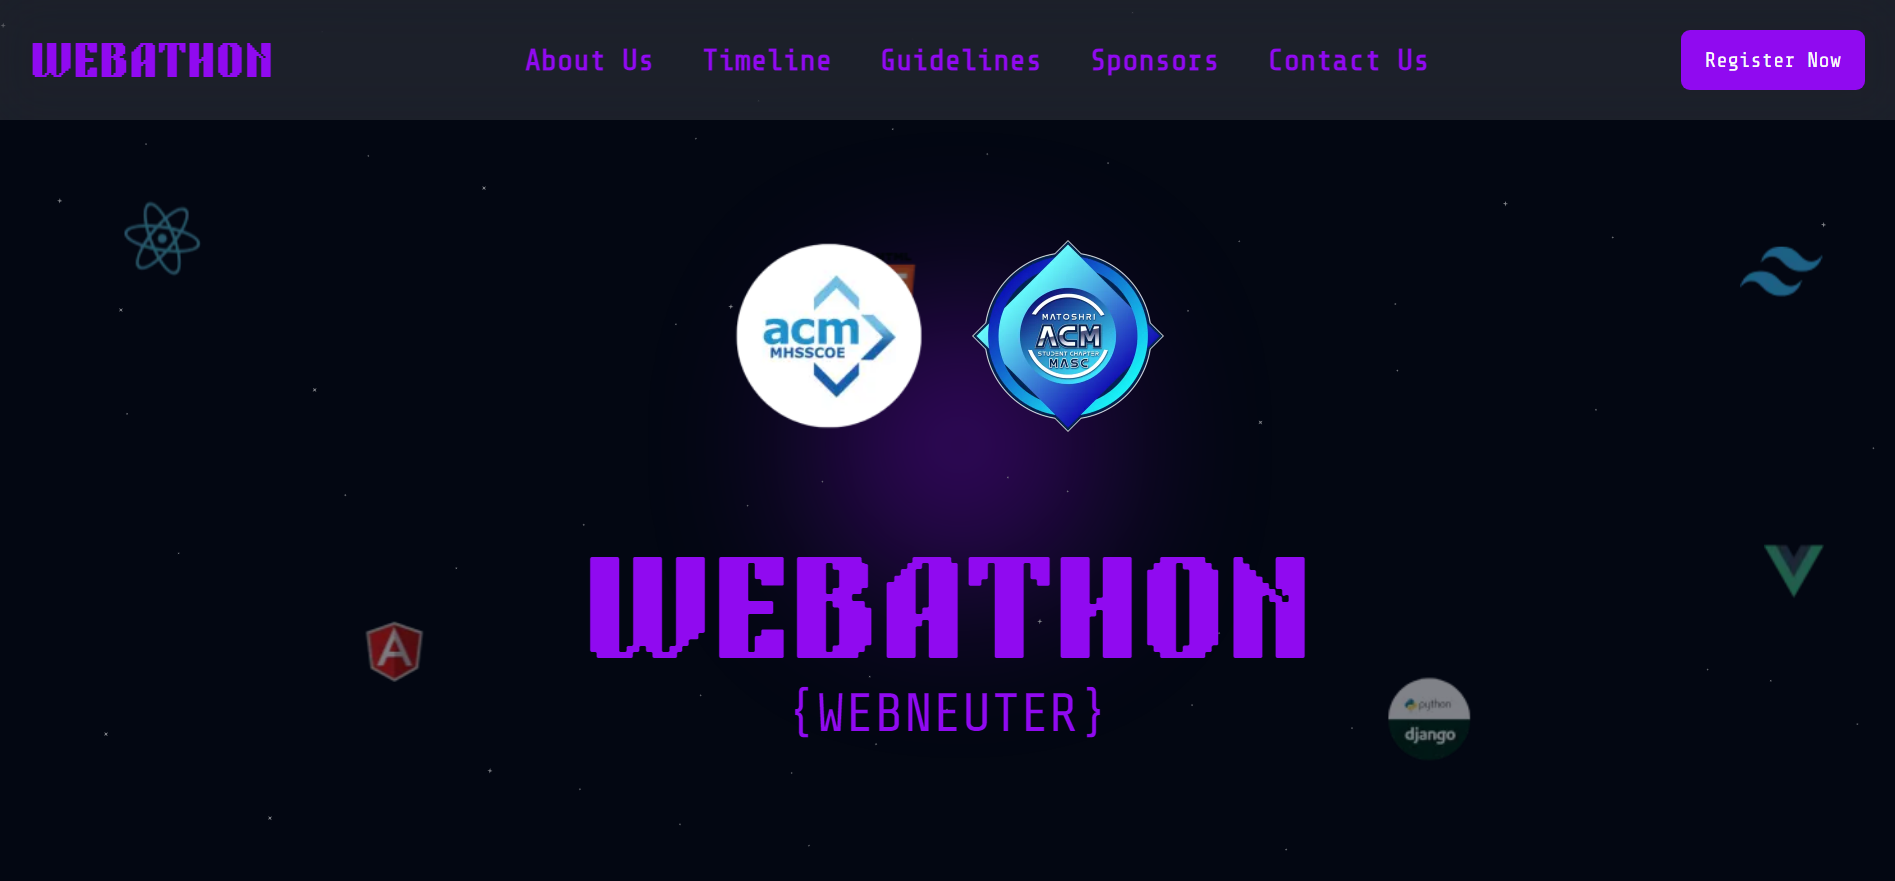 WEBATHON
About Us
Timeline
Guidelines
Sponsors
Contact Us
Register Now
acm
MHSSCOE
MATOSHRI
ACM
STUDENT CHAPTER
MASC
WEBATHON
{WEBNEUTER}
python
django